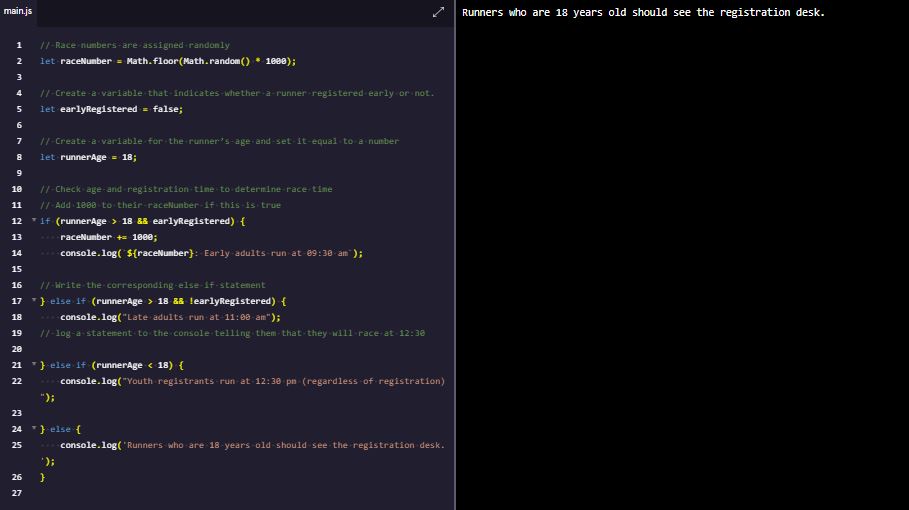 main.js
1 // Race numbers are assigned randomly
2 let raceNumber = Math.floor(Math.random() * 1000);
3
4 // Create a variable that indicates whether a runner registered early or not.
5 let earlyRegistered = false;
6
7 // Create a variable for the runner's age and set it equal to a number
8 let runnerAge = 18;
9
10 // Check age and registration time to determine race time
11 // Add 1000 to their raceNumber if this is true
12 if (runnerAge > 18 && earlyRegistered) {
13 raceNumber += 1000;
14 console.log(`${raceNumber}: Early adults run at 09:30 am`);
15
16 // Write the corresponding else if statement
17 } else if (runnerAge > 18 && !earlyRegistered) {
18 console.log("Late adults run at 11:00 am");
19 // log a statement to the console telling them that they will race at 12:30
20
21 } else if (runnerAge < 18) {
22 console.log("Youth registrants run at 12:30 pm (regardless of registration)
");
23
24 } else {
25 console.log('Runners who are 18 years old should see the registration desk.
');
26 }
27
Runners who are 18 years old should see the registration desk.